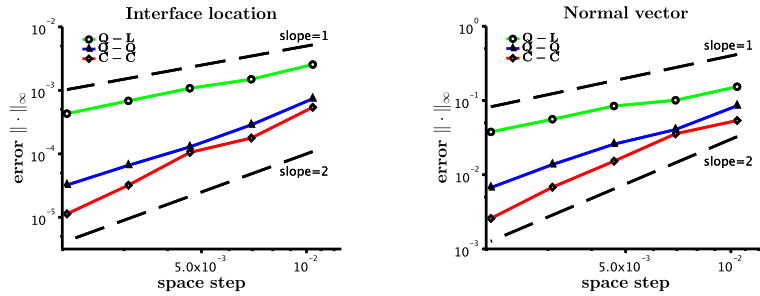 Interface location
10⁻²
10⁻³
10⁻⁴
10⁻⁵
error ‖ · ‖∞
Q − L
Q − Q
C − C
slope=1
slope=2
5.0x10⁻³
10⁻²
space step
Normal vector
10⁰
10⁻¹
10⁻²
10⁻³
error ‖ · ‖∞
Q − L
Q − Q
C − C
slope=1
slope=2
5.0x10⁻³
10⁻²
space step